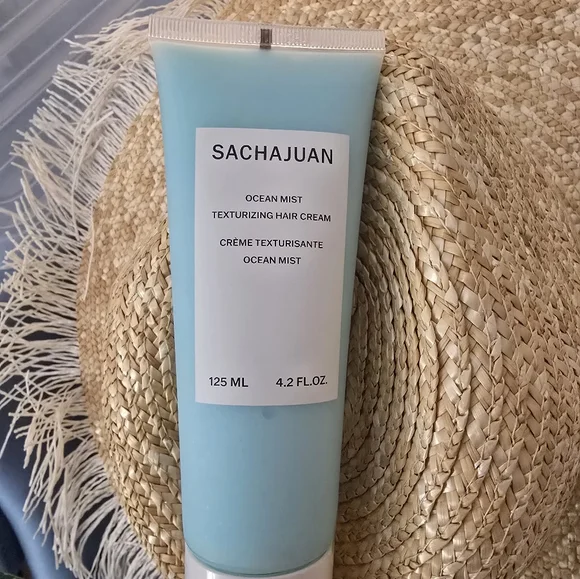 SACHAJUAN
OCEAN MIST
TEXTURIZING HAIR CREAM
CRÈME TEXTURISANTE
OCEAN MIST
125 ML 4.2 FL.OZ.